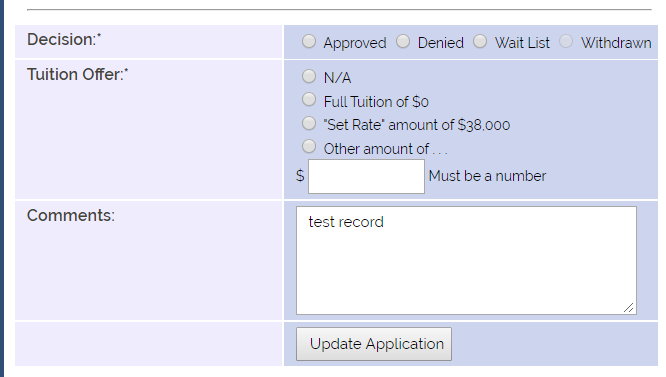 Decision:* Approved Denied Wait List Withdrawn
Tuition Offer:* N/A
Full Tuition of $0
"Set Rate" amount of $38,000
Other amount of . . .
$ Must be a number
Comments: test record
Update Application